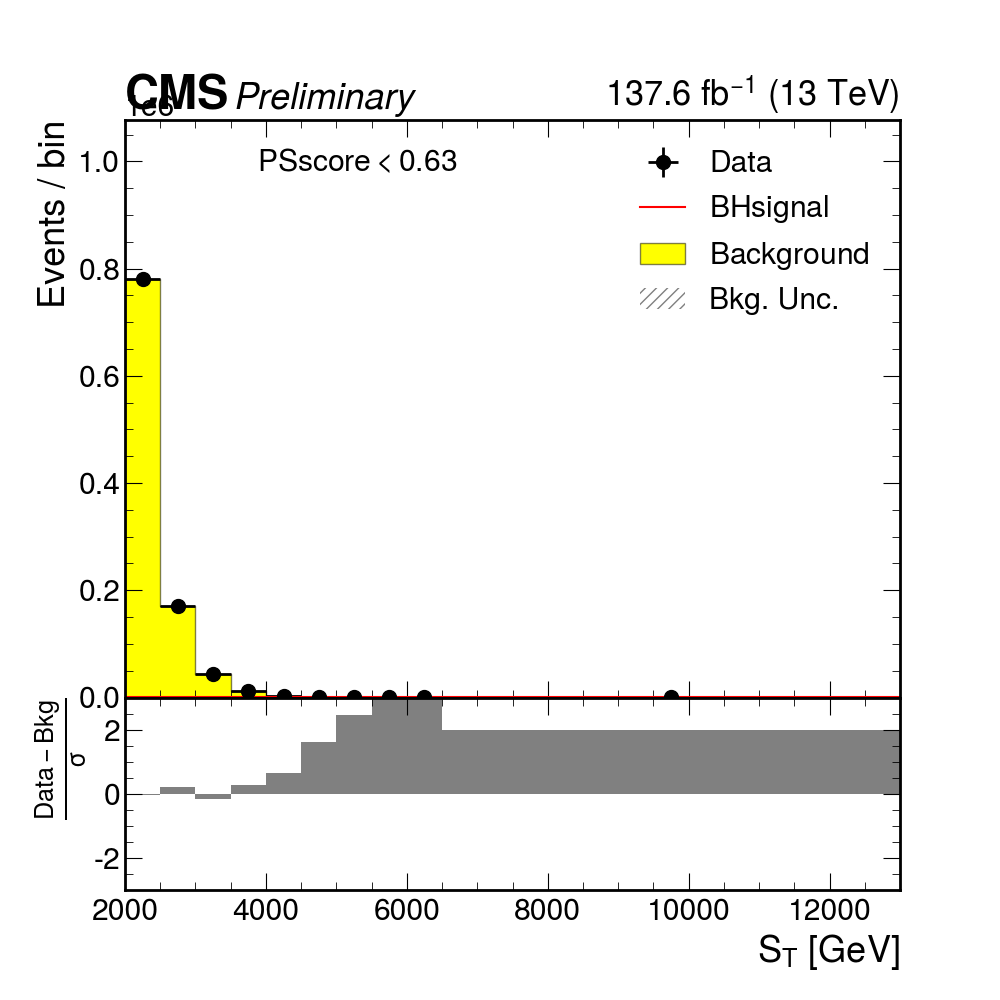 CMS Preliminary 137.6 fb⁻¹ (13 TeV)
1e6
Events / bin
PSscore < 0.63
Data
BHsignal
Background
Bkg. Unc.
1.0
0.8
0.6
0.4
0.2
0.0
Data − Bkg
σ
2
0
-2
2000 4000 6000 8000 10000 12000
S_T [GeV]